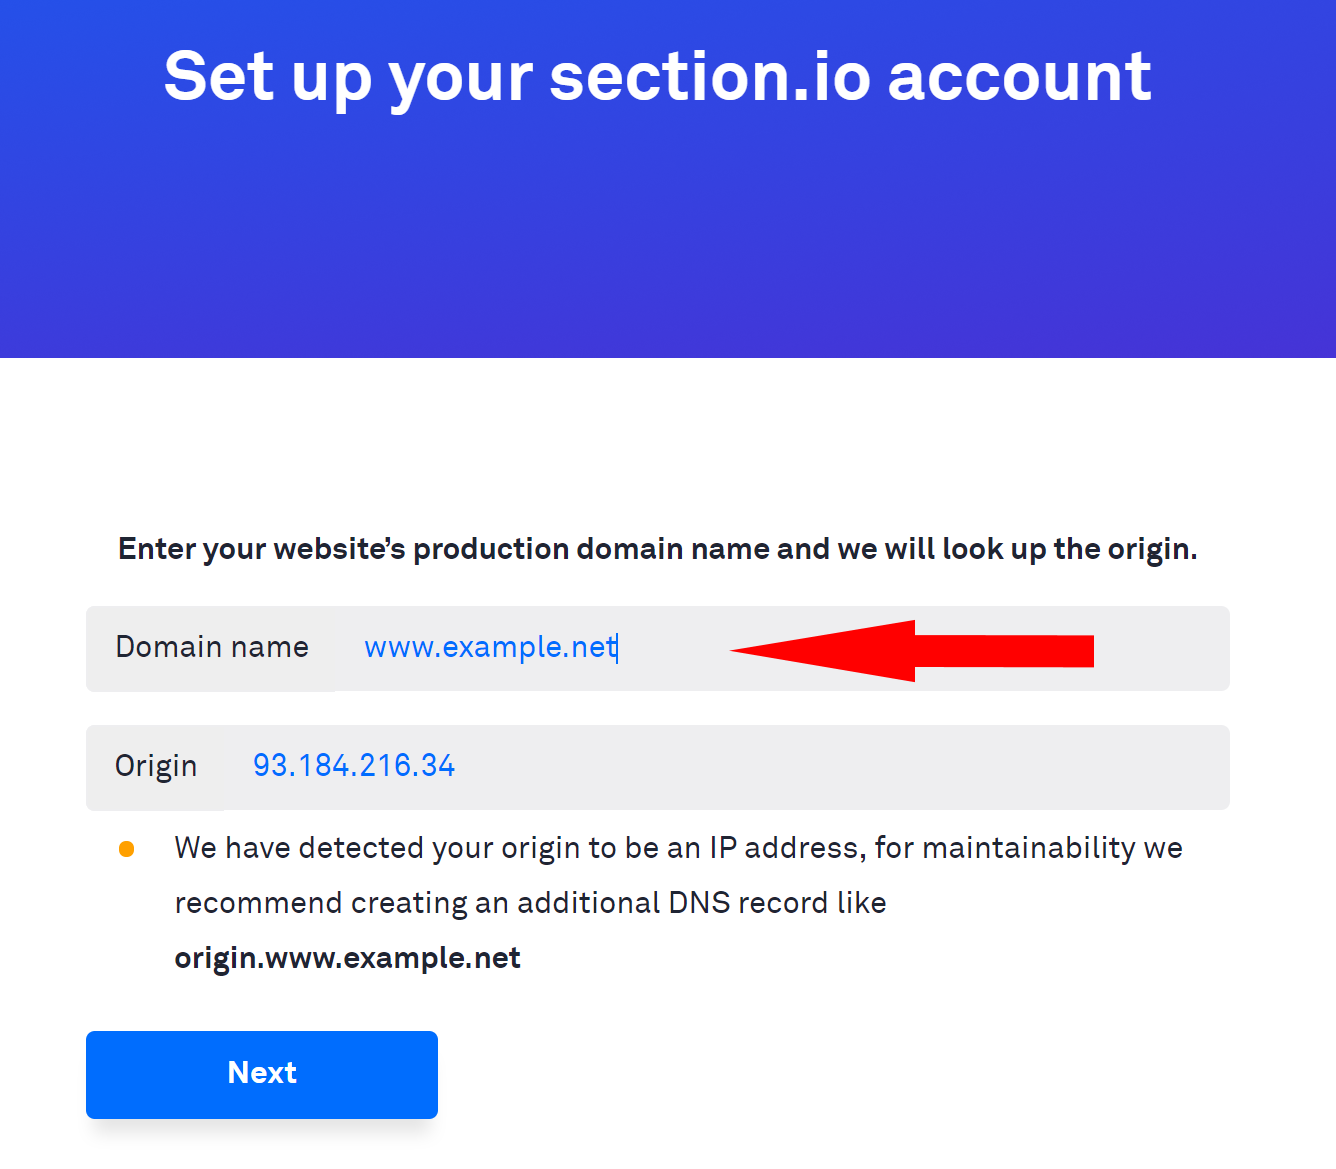 Set up your section.io account
Enter your website’s production domain name and we will look up the origin.
Domain name www.example.net
Origin 93.184.216.34
We have detected your origin to be an IP address, for maintainability we
recommend creating an additional DNS record like
origin.www.example.net
Next